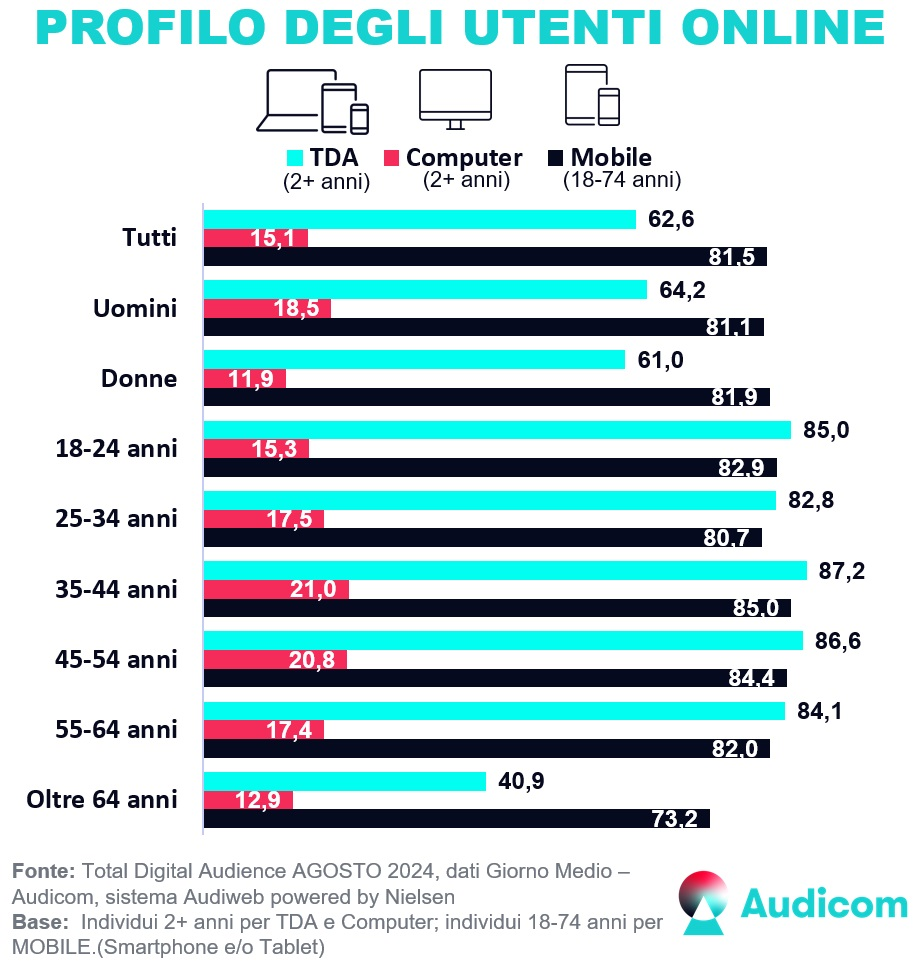 PROFILO DEGLI UTENTI ONLINE
TDA Computer Mobile
(2+ anni) (2+ anni) (18-74 anni)
Tutti 62,6 15,1 81,5
Uomini 64,2 18,5 81,1
Donne 61,0 11,9 81,9
18-24 anni 85,0 15,3 82,9
25-34 anni 82,8 17,5 80,7
35-44 anni 87,2 21,0 85,0
45-54 anni 86,6 20,8 84,4
55-64 anni 84,1 17,4 82,0
Oltre 64 anni 40,9 12,9 73,2
Fonte: Total Digital Audience AGOSTO 2024, dati Giorno Medio –
Audicom, sistema Audiweb powered by Nielsen
Base: Individui 2+ anni per TDA e Computer; individui 18-74 anni per
MOBILE.(Smartphone e/o Tablet)
Audicom